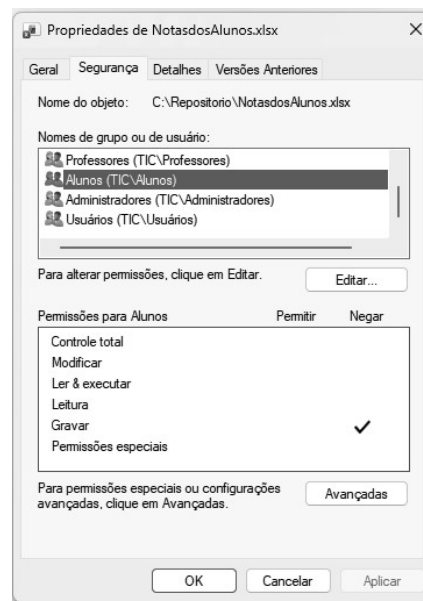 Propriedades de NotasdosAlunos.xlsx
Geral Segurança Detalhes Versões Anteriores
Nome do objeto: C:\Repositorio\NotasdosAlunos.xlsx
Nomes de grupo ou de usuário:
Professores (TIC\Professores)
Alunos (TIC\Alunos)
Administradores (TIC\Administradores)
Usuários (TIC\Usuários)
Para alterar permissões, clique em Editar. Editar...
Permissões para Alunos Permitir Negar
Controle total
Modificar
Ler & executar
Leitura
Gravar
Permissões especiais
Para permissões especiais ou configurações
avançadas, clique em Avançadas. Avançadas
OK Cancelar Aplicar